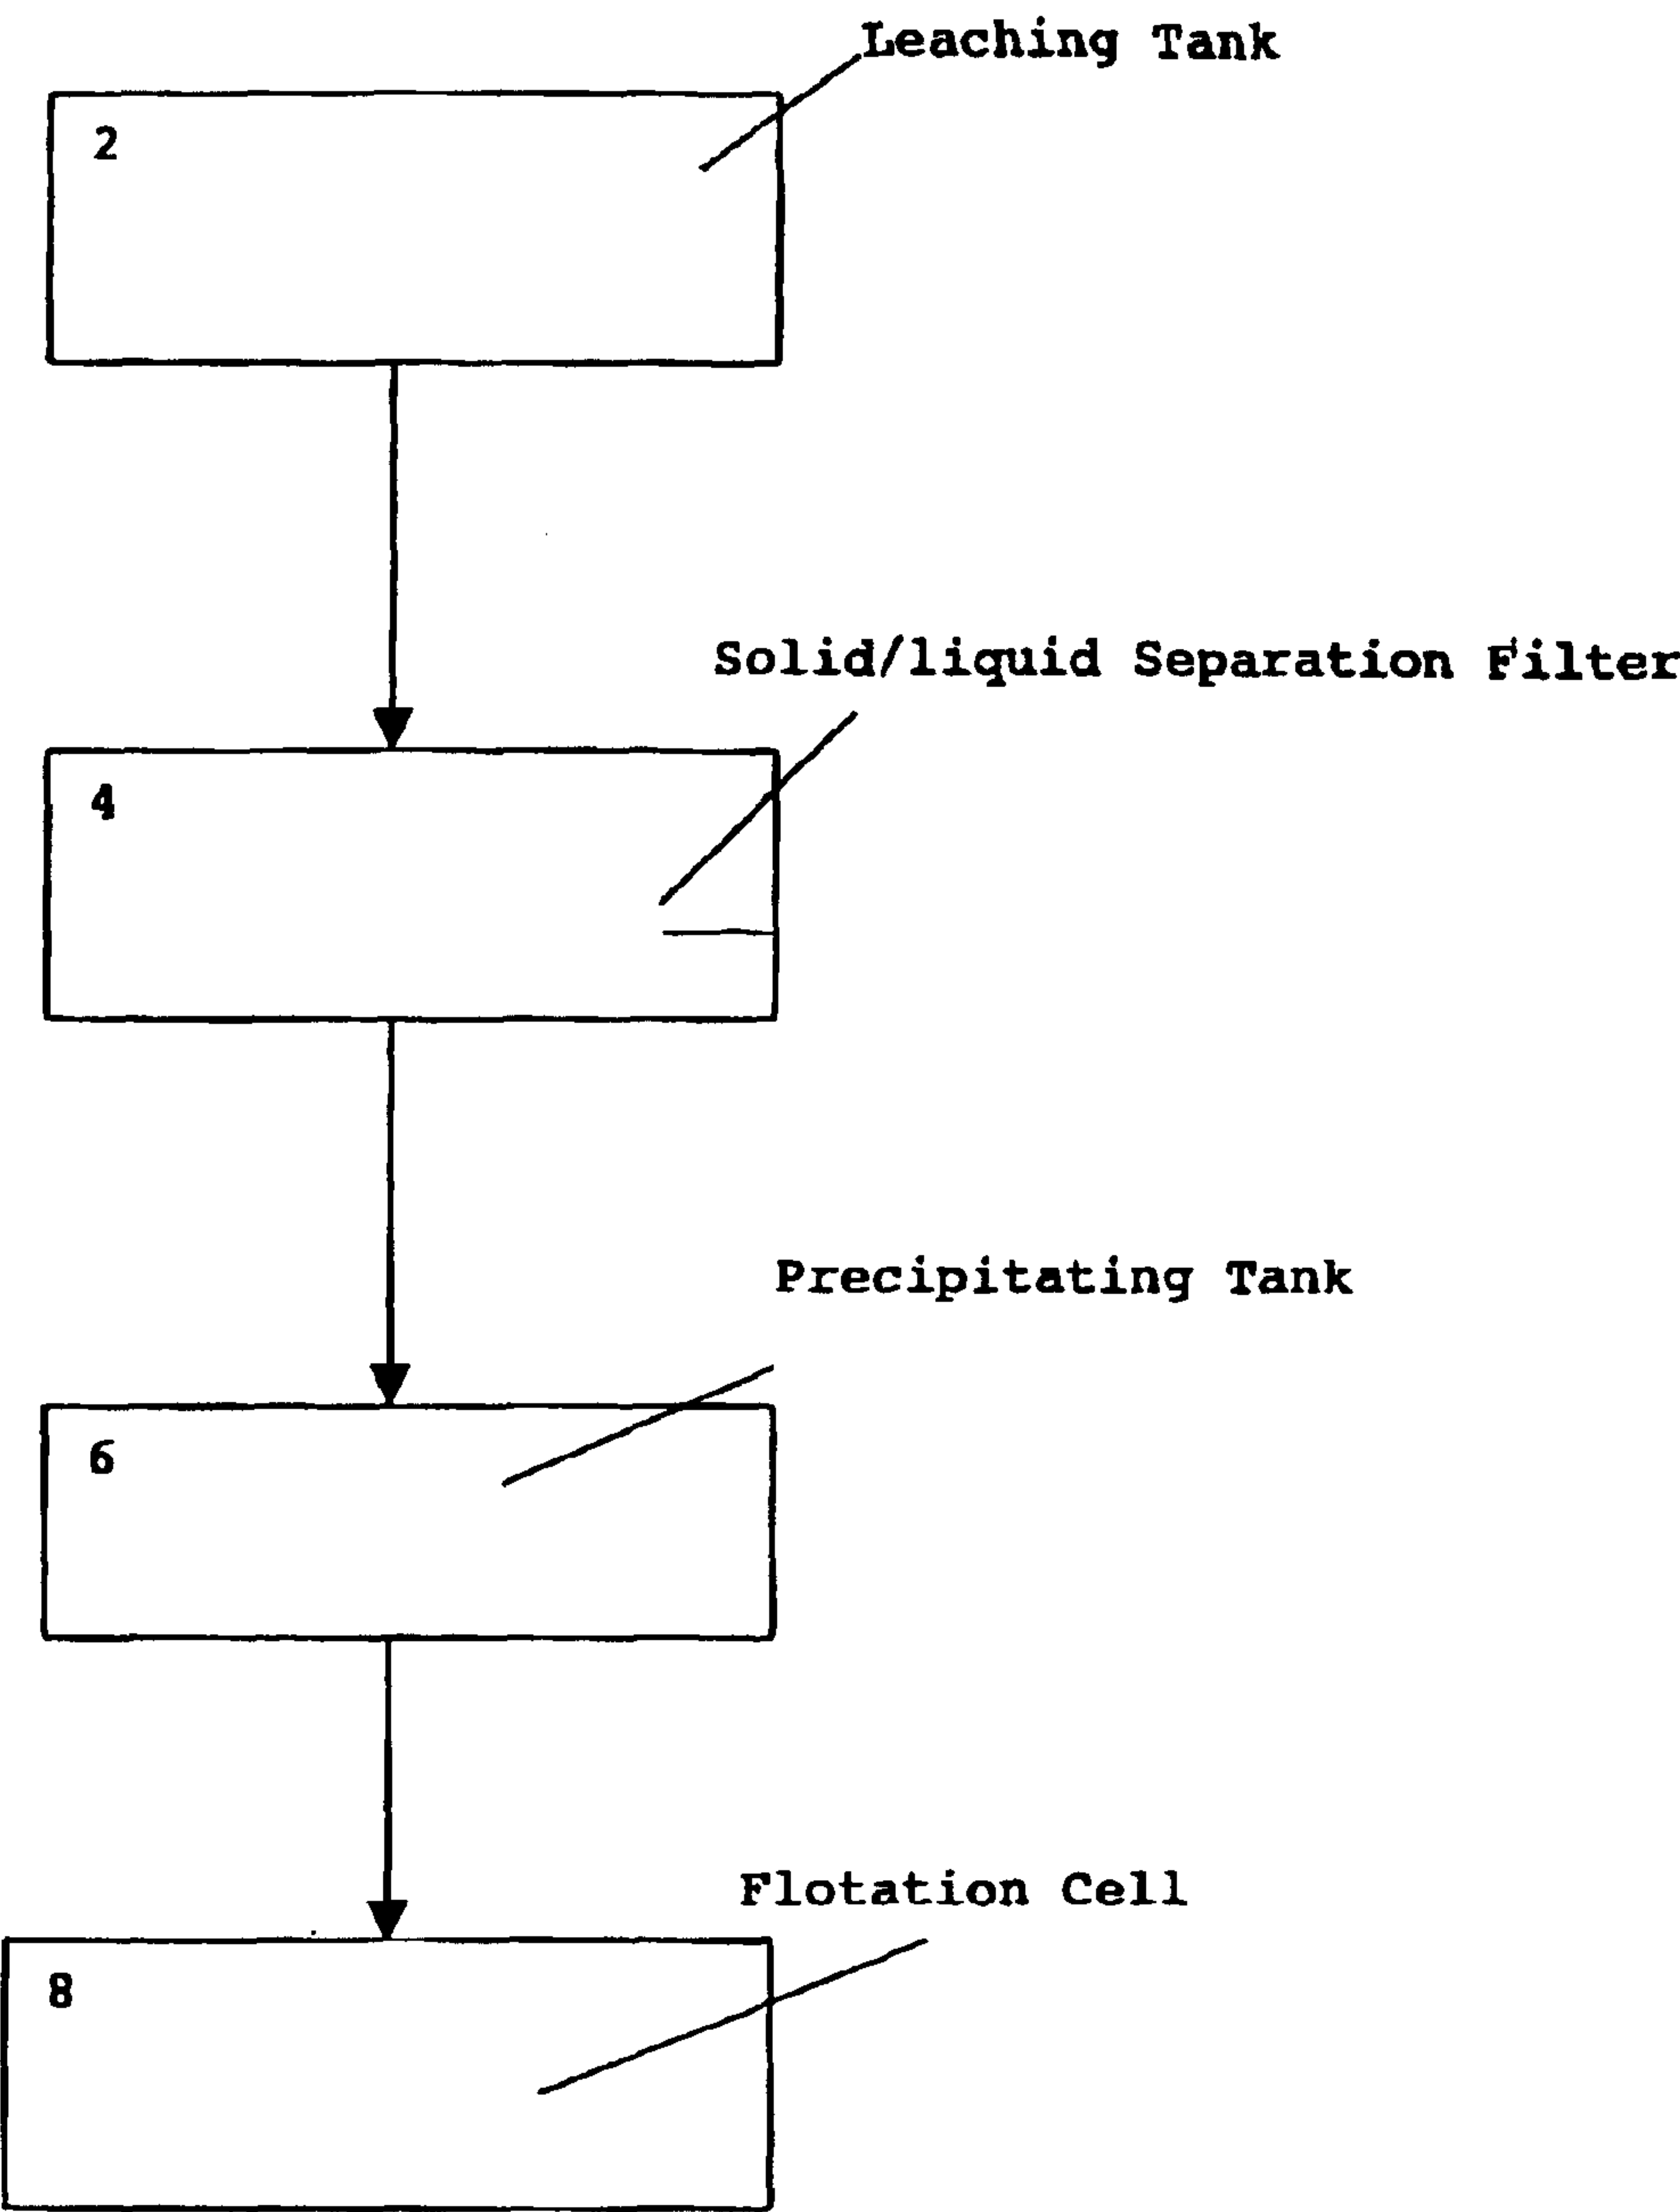 Leaching Tank
2
Solid/liquid Separation Filter
4
Precipitating Tank
6
Flotation Cell
8